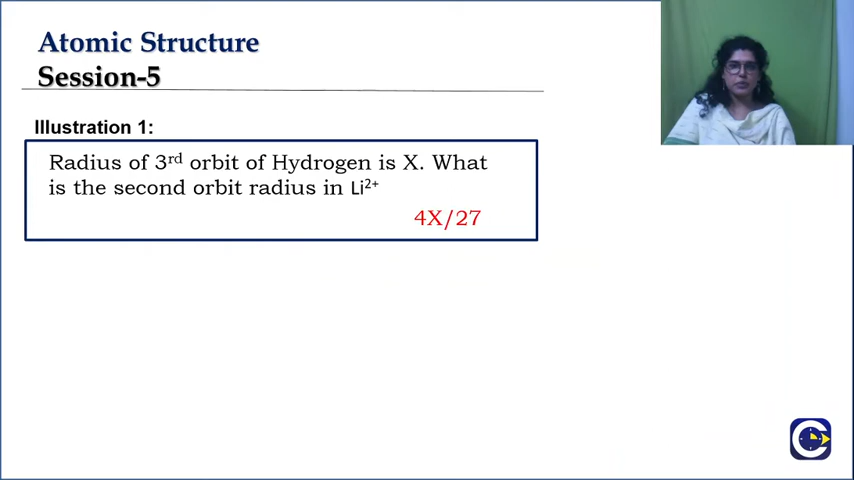 Atomic Structure
Session-5
Illustration 1:
Radius of 3rd orbit of Hydrogen is X. What
is the second orbit radius in Li2+
4X/27